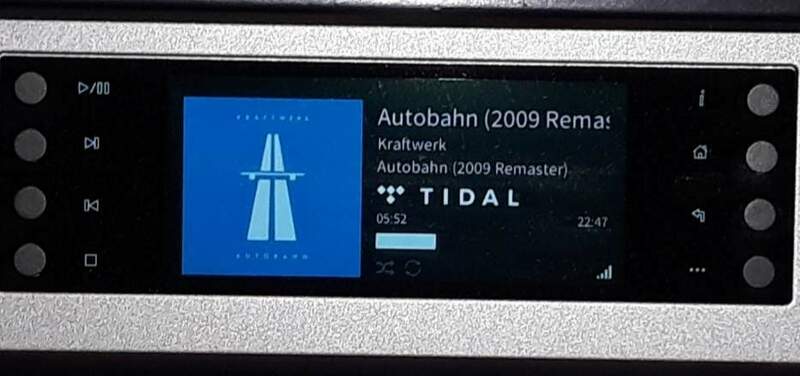 KRAFTWERK
AUTOBAHN
Autobahn (2009 Remas
Kraftwerk
Autobahn (2009 Remaster)
TIDAL
05:52
22:47